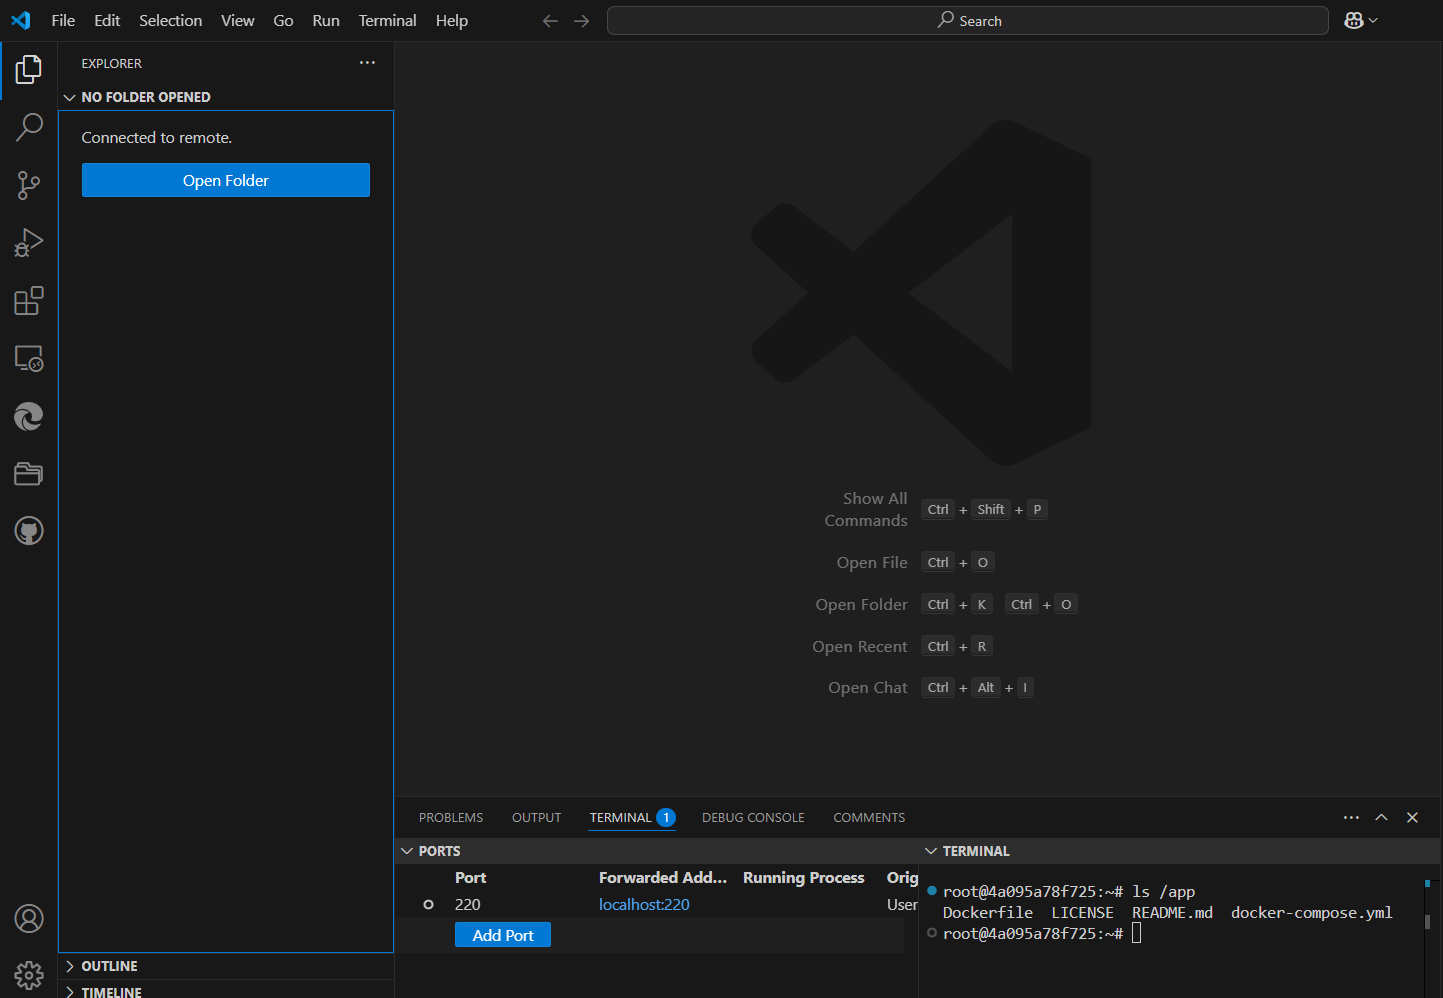 File Edit Selection View Go Run Terminal Help
Search
EXPLORER
NO FOLDER OPENED
Connected to remote.
Open Folder
Show All Commands Ctrl + Shift + P
Open File Ctrl + O
Open Folder Ctrl + K Ctrl + O
Open Recent Ctrl + R
Open Chat Ctrl + Alt + I
PROBLEMS OUTPUT TERMINAL 1 DEBUG CONSOLE COMMENTS
PORTS
Port Forwarded Add... Running Process Orig
220 localhost:220 User
Add Port
TERMINAL
root@4a095a78f725:~# ls /app
Dockerfile LICENSE README.md docker-compose.yml
root@4a095a78f725:~#
OUTLINE
TIMELINE